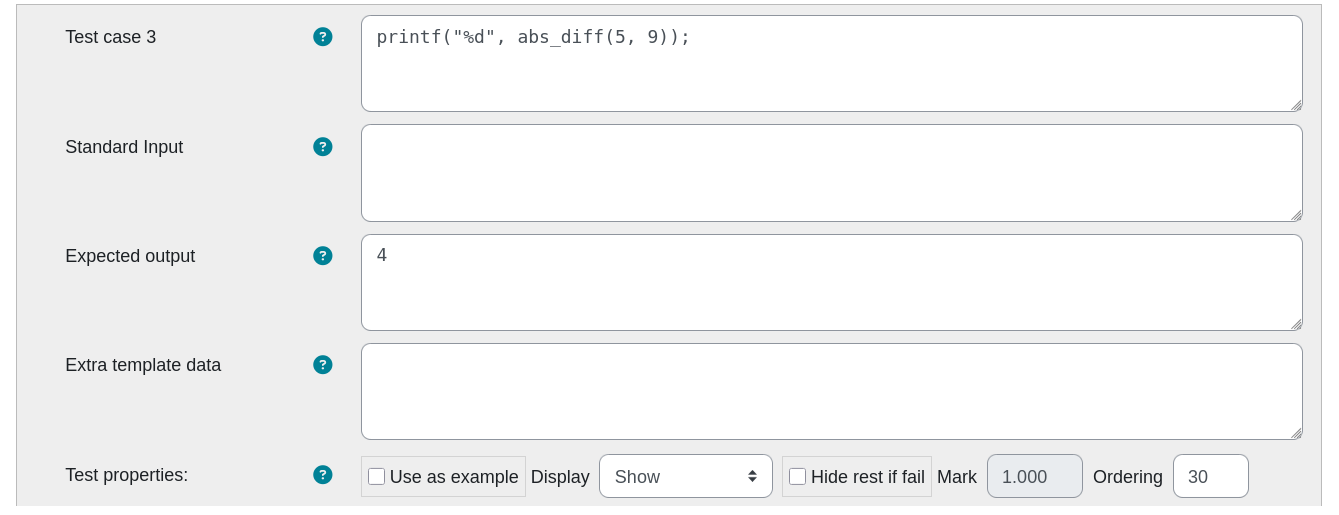 Test case 3 ? printf("%d", abs_diff(5, 9));
Standard Input ?
Expected output ? 4
Extra template data ?
Test properties: ? Use as example Display Show Hide rest if fail Mark 1.000 Ordering 30